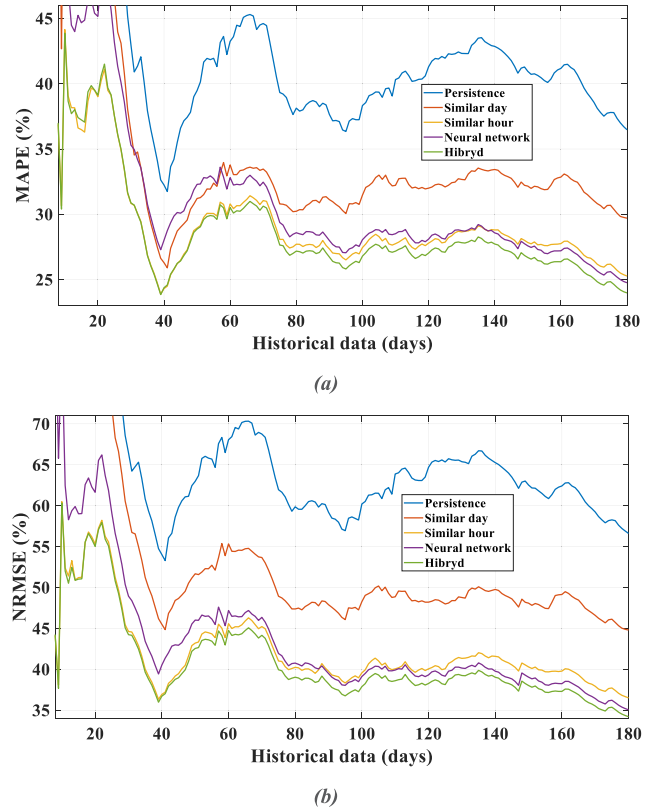 45
40
35
30
25
MAPE (%)
Persistence
Similar day
Similar hour
Neural network
Hibryd
20 40 60 80 100 120 140 160 180
Historical data (days)
(a)
70
65
60
55
50
45
40
35
NRMSE (%)
Persistence
Similar day
Similar hour
Neural network
Hibryd
20 40 60 80 100 120 140 160 180
Historical data (days)
(b)